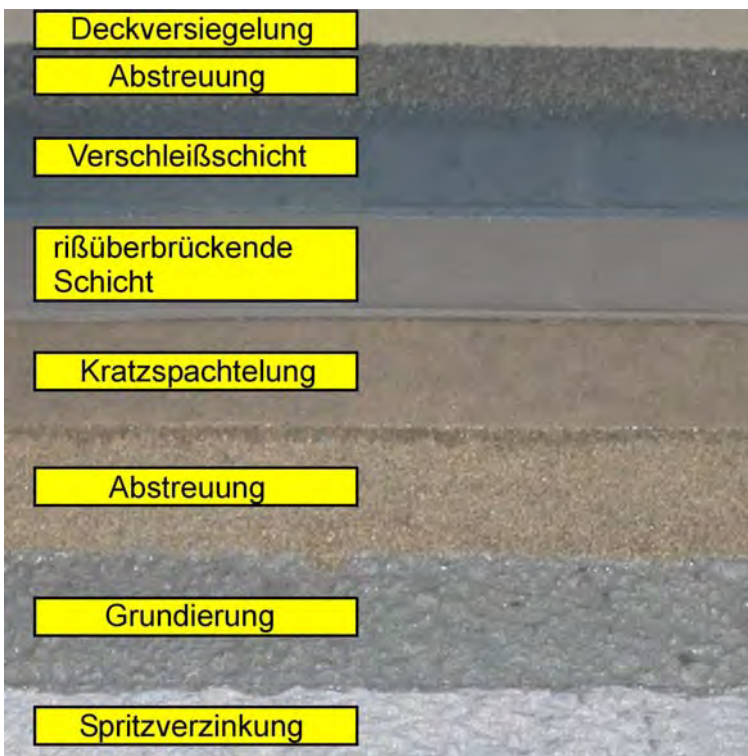 Deckversiegelung
Abstreuung
Verschleißschicht
rißüberbrückende
Schicht
Kratzspachtelung
Abstreuung
Grundierung
Spritzverzinkung